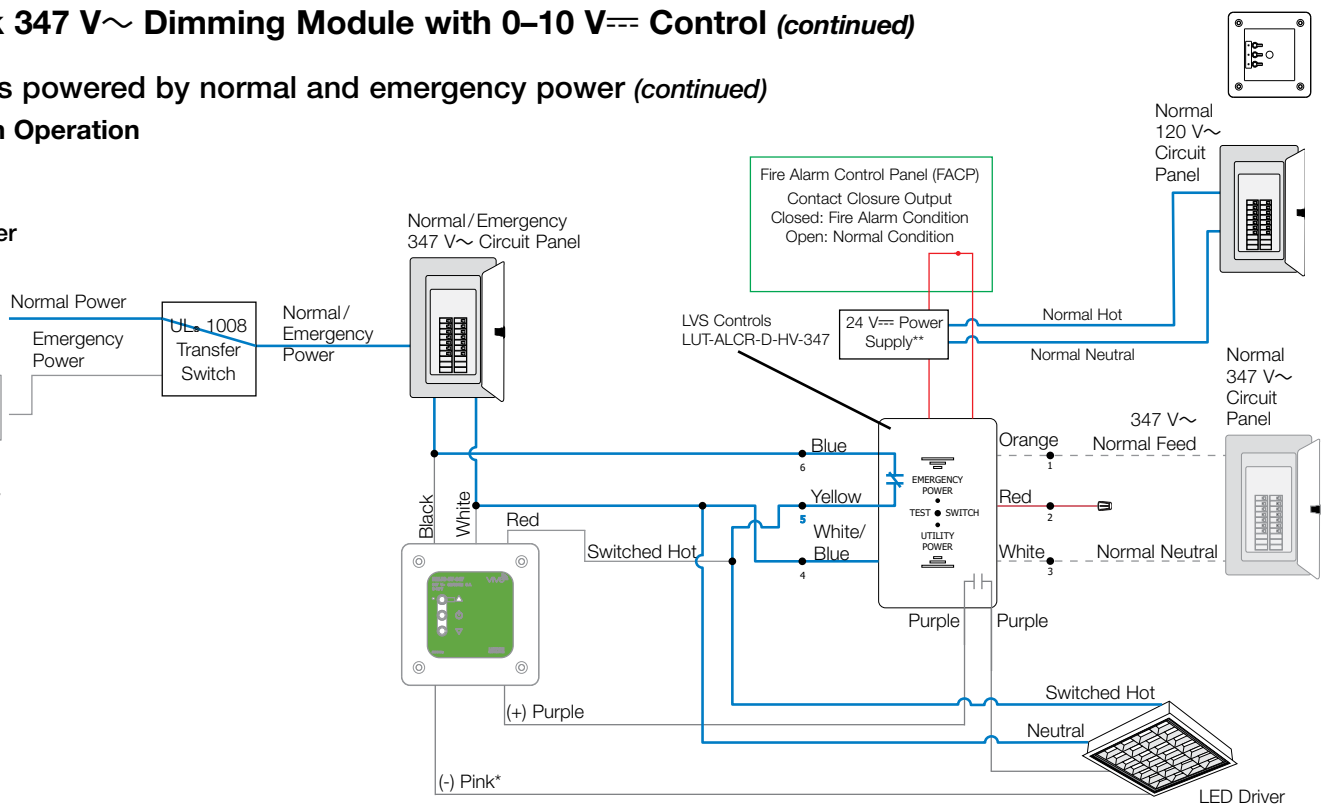 k 347 V~ Dimming Module with 0–10 V⎓ Control (continued)
s powered by normal and emergency power (continued)
n Operation
er
Normal Power
Emergency
Power
UL® 1008
Transfer
Switch
Normal/
Emergency
Power
Normal/Emergency
347 V~ Circuit Panel
Fire Alarm Control Panel (FACP)
Contact Closure Output
Closed: Fire Alarm Condition
Open: Normal Condition
Normal
120 V~
Circuit
Panel
LVS Controls
LUT-ALCR-D-HV-347
24 V⎓ Power
Supply**
Normal Hot
Normal Neutral
Normal
347 V~
Circuit
Panel
347 V~
Normal Feed
Orange
1
Red
2
White
3
Normal Neutral
Blue
6
Yellow
5
White/
Blue
4
EMERGENCY
POWER
TEST SWITCH
UTILITY
POWER
Black
White
Red
Switched Hot
Purple
Purple
(+) Purple
(-) Pink*
Switched Hot
Neutral
LED Driver